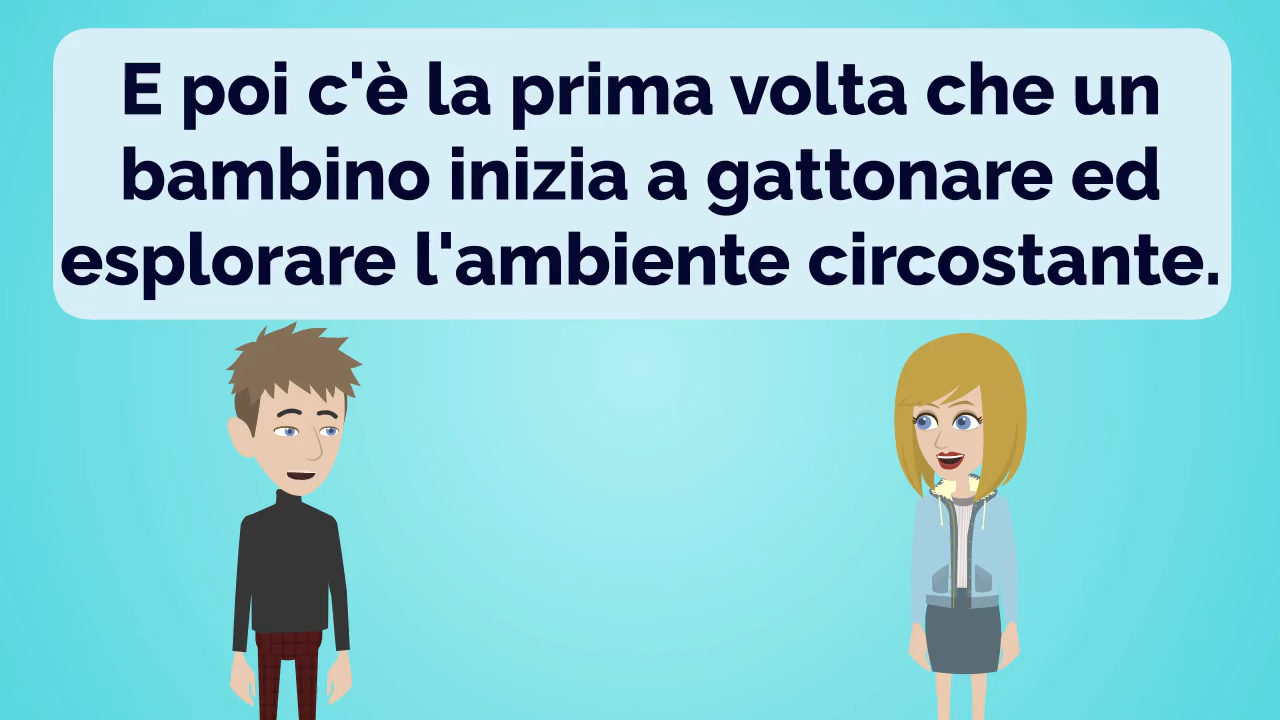 E poi c'è la prima volta che un
bambino inizia a gattonare ed
esplorare l'ambiente circostante.